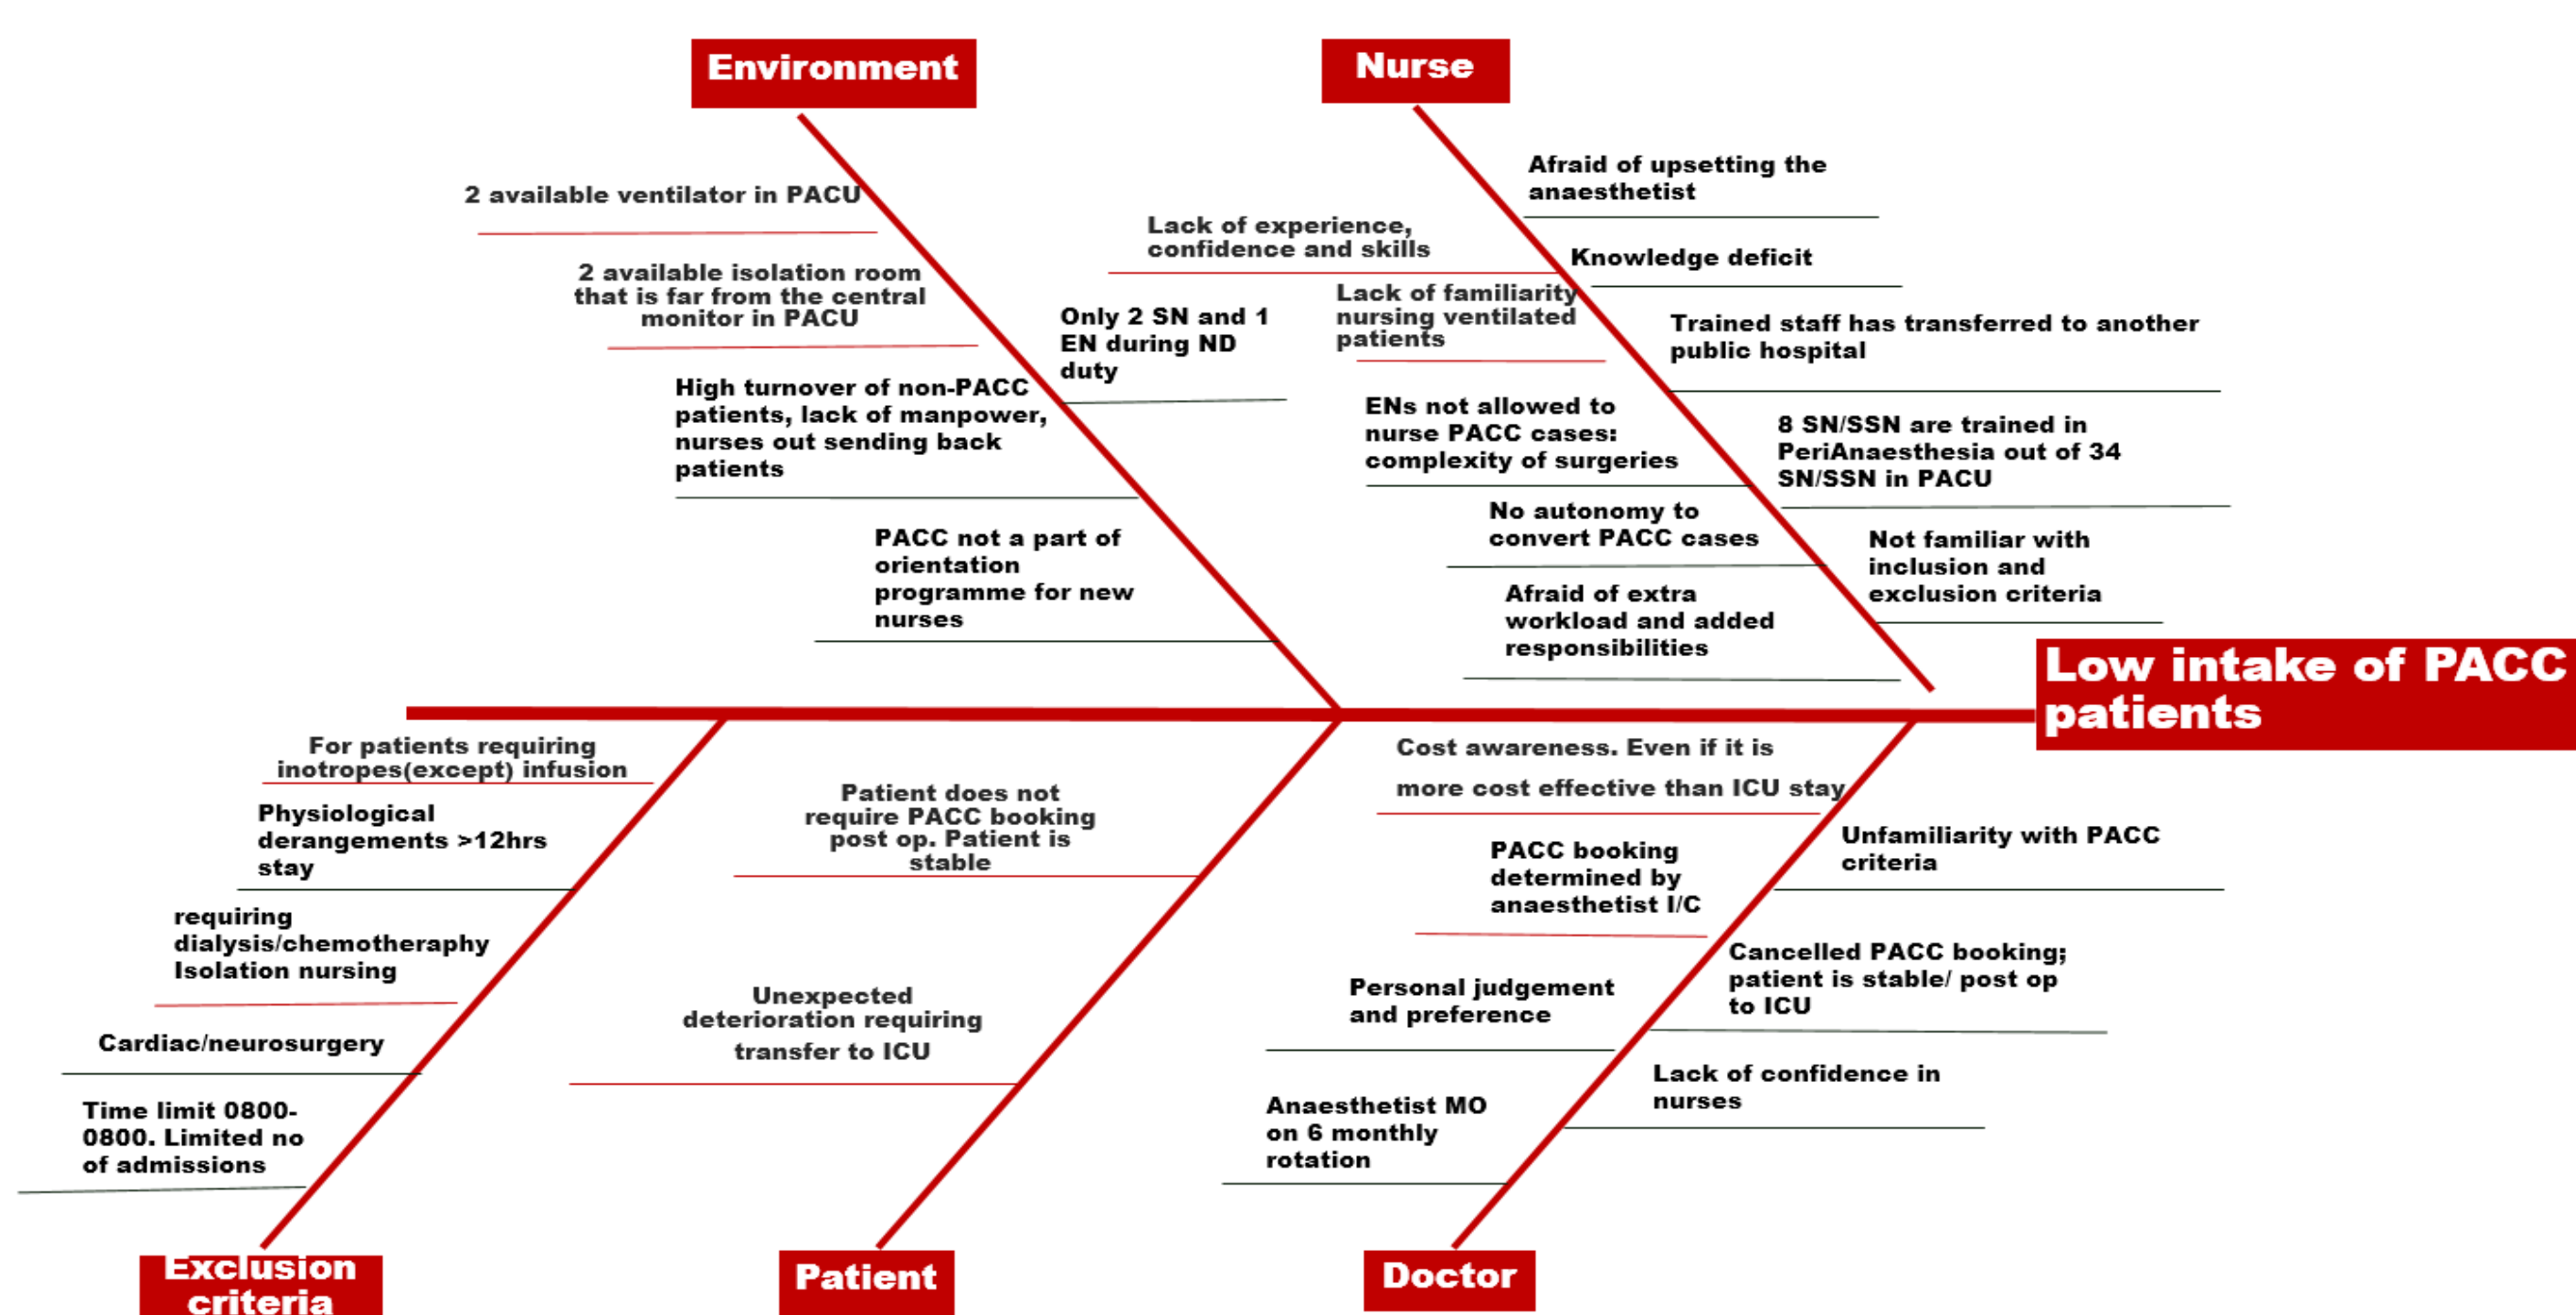 Environment
Nurse
2 available ventilator in PACU
2 available isolation room
that is far from the central
monitor in PACU
High turnover of non-PACC
patients, lack of manpower,
nurses out sending back
patients
PACC not a part of
orientation
programme for new
nurses
Only 2 SN and 1
EN during ND
duty
Lack of experience,
confidence and skills
Lack of familiarity
nursing ventilated
patients
ENs not allowed to
nurse PACC cases:
complexity of surgeries
No autonomy to
convert PACC cases
Afraid of extra
workload and added
responsibilities
Afraid of upsetting the
anaesthetist
Knowledge deficit
Trained staff has transferred to another
public hospital
8 SN/SSN are trained in
PeriAnaesthesia out of 34
SN/SSN in PACU
Not familiar with
inclusion and
exclusion criteria
Low intake of PACC
patients
For patients requiring
inotropes(except) infusion
Physiological
derangements >12hrs
stay
requiring
dialysis/chemotheraphy
Isolation nursing
Cardiac/neurosurgery
Time limit 0800-
0800. Limited no
of admissions
Patient does not
require PACC booking
post op. Patient is
stable
Unexpected
deterioration requiring
transfer to ICU
Cost awareness. Even if it is
more cost effective than ICU stay
PACC booking
determined by
anaesthetist I/C
Personal judgement
and preference
Anaesthetist MO
on 6 monthly
rotation
Unfamiliarity with PACC
criteria
Cancelled PACC booking;
patient is stable/ post op
to ICU
Lack of confidence in
nurses
Exclusion
criteria
Patient
Doctor